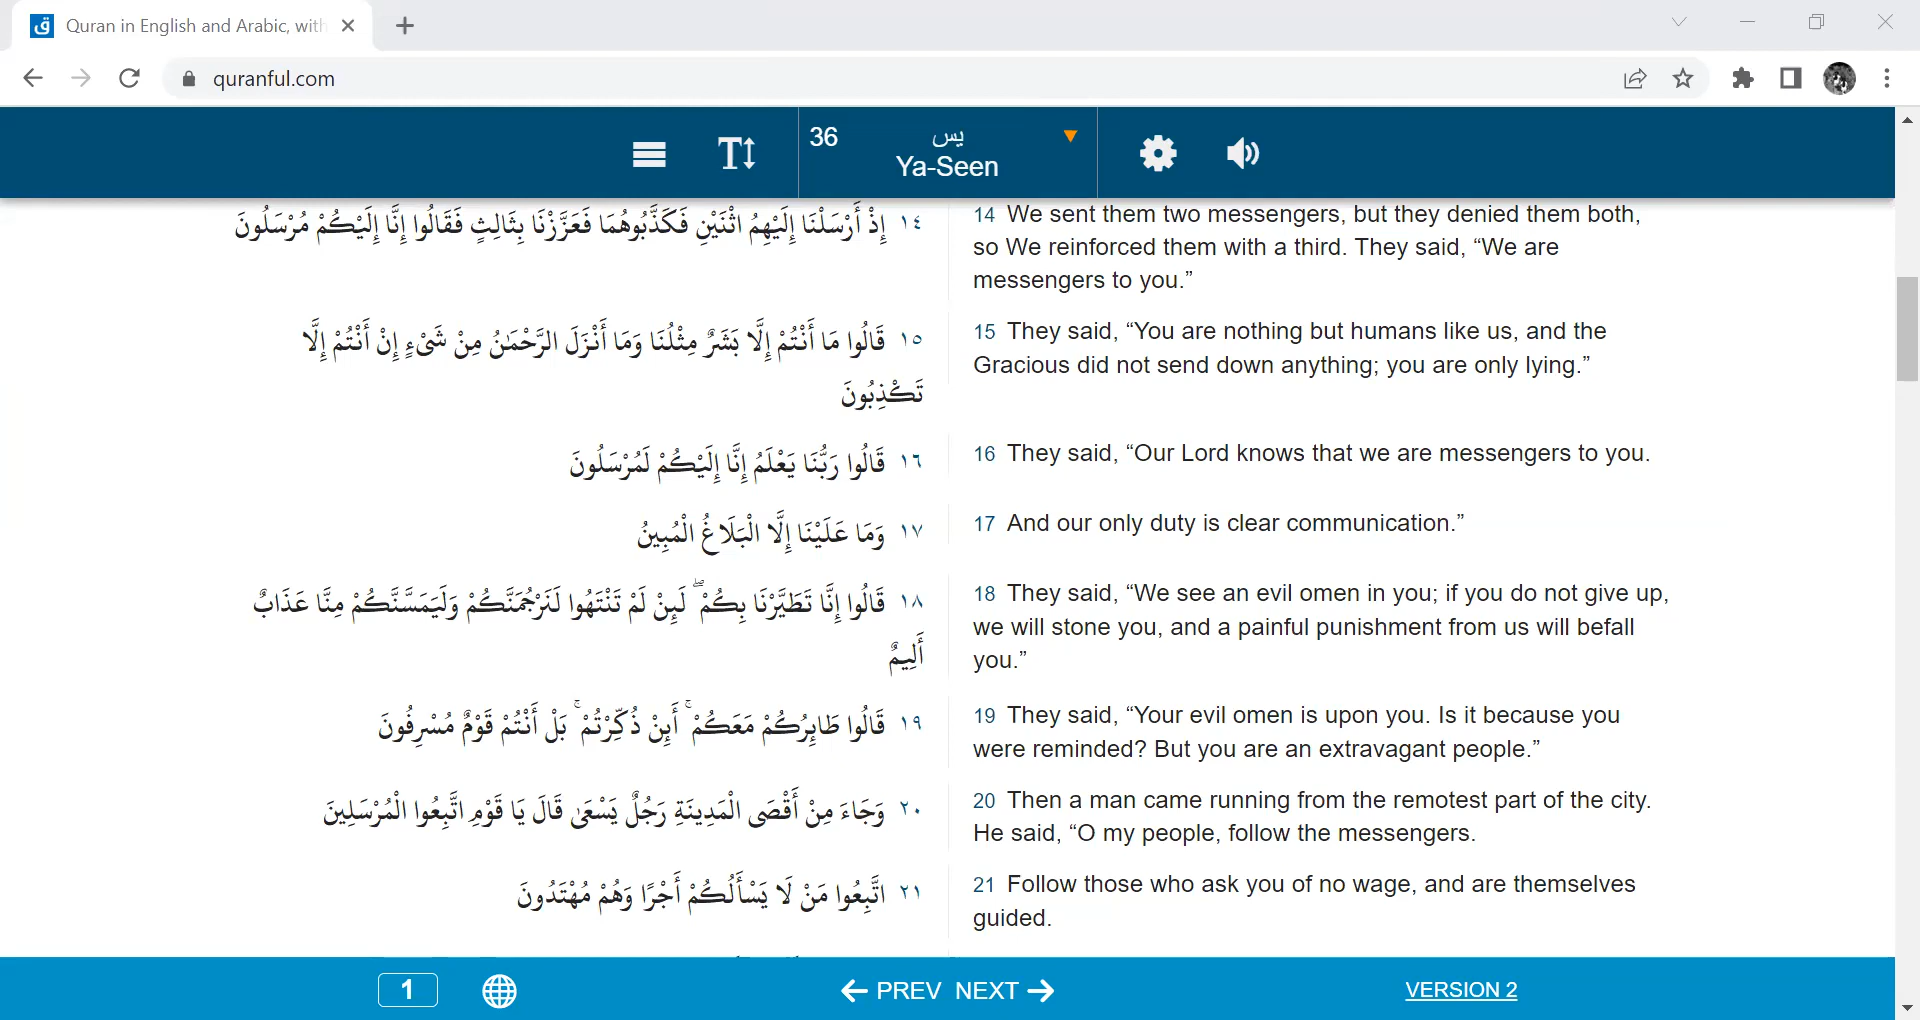 Quran in English and Arabic, with
quranful.com
36
يس
Ya-Seen
١٤ إِذْ أَرْسَلْنَا إِلَيْهِمُ اثْنَيْنِ فَكَذَّبُوهُمَا فَعَزَّزْنَا بِثَالِثٍ فَقَالُوا إِنَّا إِلَيْكُمْ مُرْسَلُونَ
14 We sent them two messengers, but they denied them both,
so We reinforced them with a third. They said, “We are
messengers to you.”
١٥ قَالُوا مَا أَنْتُمْ إِلَّا بَشَرٌ مِثْلُنَا وَمَا أَنْزَلَ الرَّحْمَٰنُ مِنْ شَيْءٍ إِنْ أَنْتُمْ إِلَّا
تَكْذِبُونَ
15 They said, “You are nothing but humans like us, and the
Gracious did not send down anything; you are only lying.”
١٦ قَالُوا رَبُّنَا يَعْلَمُ إِنَّا إِلَيْكُمْ لَمُرْسَلُونَ
16 They said, “Our Lord knows that we are messengers to you.
١٧ وَمَا عَلَيْنَا إِلَّا الْبَلَاغُ الْمُبِينُ
17 And our only duty is clear communication.”
١٨ قَالُوا إِنَّا تَطَيَّرْنَا بِكُمْ ۖ لَئِنْ لَمْ تَنْتَهُوا لَنَرْجُمَنَّكُمْ وَلَيَمَسَّنَّكُمْ مِنَّا عَذَابٌ
أَلِيمٌ
18 They said, “We see an evil omen in you; if you do not give up,
we will stone you, and a painful punishment from us will befall
you.”
١٩ قَالُوا طَائِرُكُمْ مَعَكُمْ ۚ أَئِنْ ذُكِّرْتُمْ ۚ بَلْ أَنْتُمْ قَوْمٌ مُسْرِفُونَ
19 They said, “Your evil omen is upon you. Is it because you
were reminded? But you are an extravagant people.”
٢٠ وَجَاءَ مِنْ أَقْصَى الْمَدِينَةِ رَجُلٌ يَسْعَىٰ قَالَ يَا قَوْمِ اتَّبِعُوا الْمُرْسَلِينَ
20 Then a man came running from the remotest part of the city.
He said, “O my people, follow the messengers.
٢١ اتَّبِعُوا مَنْ لَا يَسْأَلُكُمْ أَجْرًا وَهُمْ مُهْتَدُونَ
21 Follow those who ask you of no wage, and are themselves
guided.
1
PREV NEXT
VERSION 2